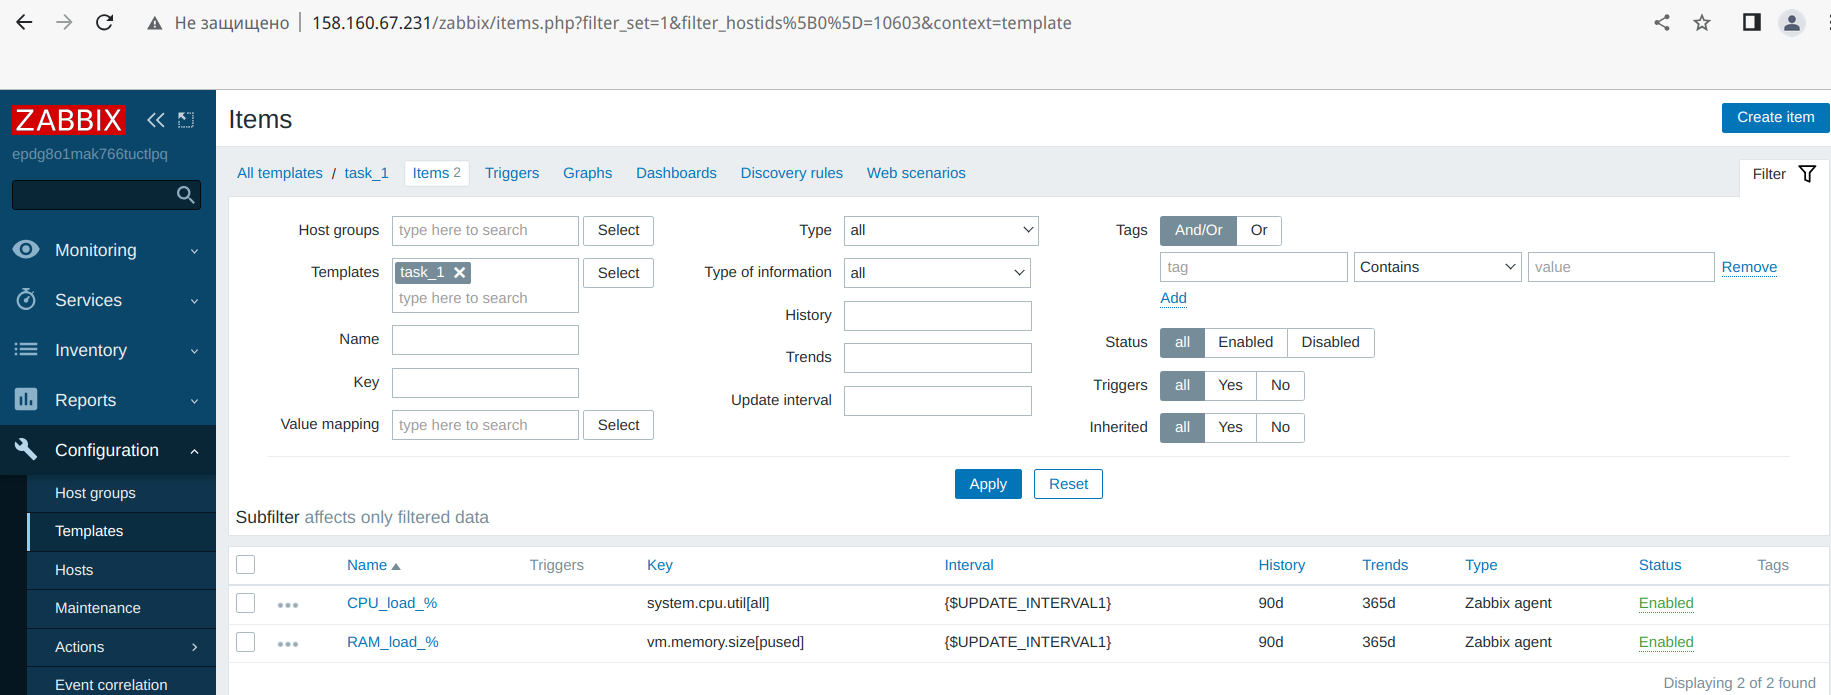 Не защищено 158.160.67.231/zabbix/items.php?filter_set=1&filter_hostids%5B0%5D=10603&context=template
ZABBIX
epdg8o1mak766tuctlpq
Monitoring
Services
Inventory
Reports
Configuration
Host groups
Templates
Hosts
Maintenance
Actions
Event correlation
Items
Create item
All templates / task_1 Items 2 Triggers Graphs Dashboards Discovery rules Web scenarios
Filter
Host groups type here to search Select
Templates task_1 Select
type here to search
Name
Key
Value mapping type here to search Select
Type all
Type of information all
History
Trends
Update interval
Tags And/Or Or
tag Contains value Remove
Add
Status all Enabled Disabled
Triggers all Yes No
Inherited all Yes No
Apply Reset
Subfilter affects only filtered data
Name Triggers Key Interval History Trends Type Status Tags
CPU_load_% system.cpu.util[all] {$UPDATE_INTERVAL1} 90d 365d Zabbix agent Enabled
RAM_load_% vm.memory.size[pused] {$UPDATE_INTERVAL1} 90d 365d Zabbix agent Enabled
Displaying 2 of 2 found